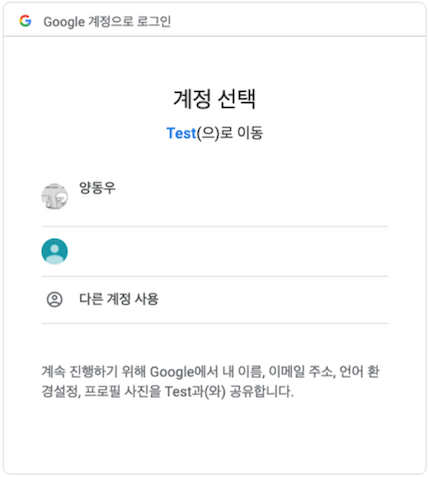 Google 계정으로 로그인
계정 선택
Test(으)로 이동
양동우
다른 계정 사용
계속 진행하기 위해 Google에서 내 이름, 이메일 주소, 언어 환
경설정, 프로필 사진을 Test과(와) 공유합니다.